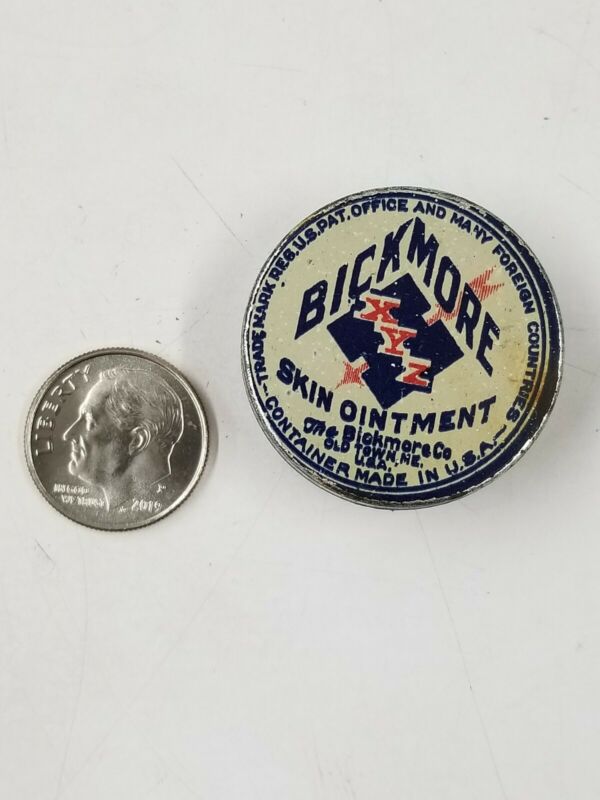 LIBERTY
IN GOD
WE TRUST
TRADE MARK REG. U.S. PAT. OFFICE AND MANY FOREIGN COUNTRIES
BICKMORE
XYZ
SKIN OINTMENT
The Bickmore Co
OLD TOWN, ME.
U.S.A.
CONTAINER MADE IN U.S.A.